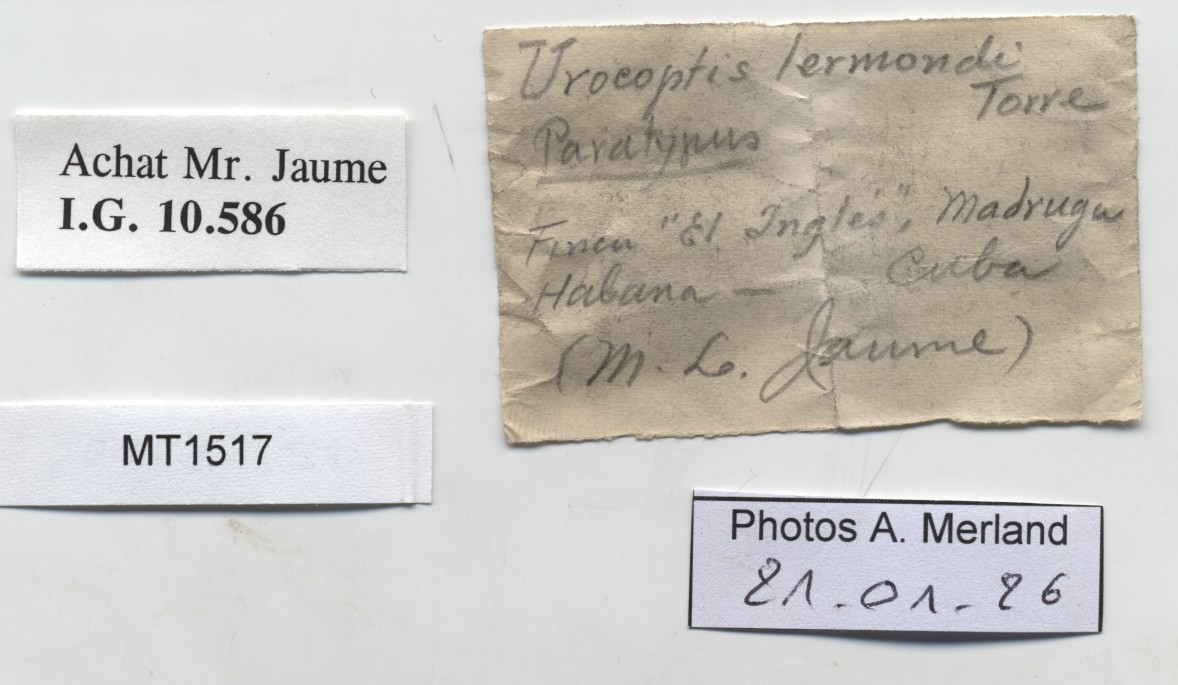 Achat Mr. Jaume
I.G. 10.586
MT1517
Urocoptis lermondi
Torre
Paratypus
Finca "El Inglés", Madruga
Habana — Cuba
(M. L. Jaume)
Photos A. Merland
21-01-26